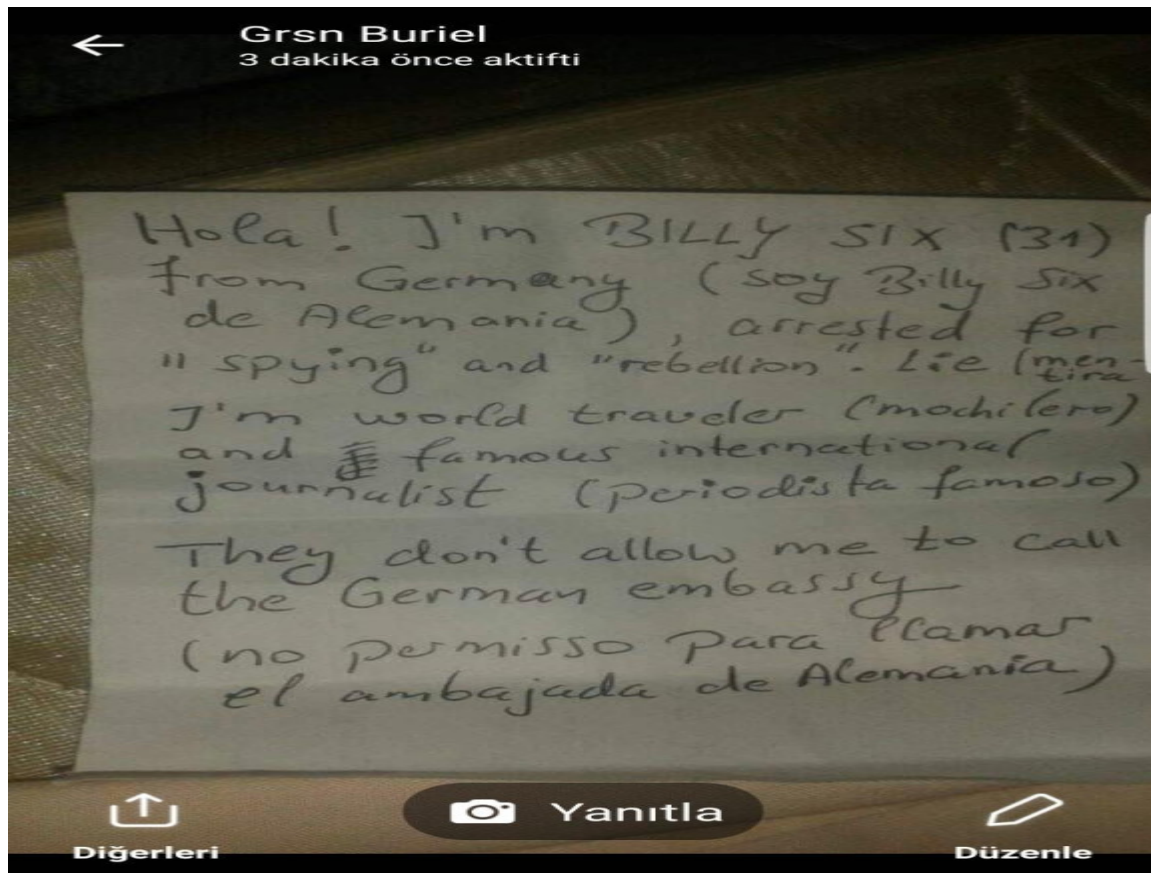 Grsn Buriel
3 dakika önce aktifti
Hola! I'm BILLY SIX (31)
from Germany (soy Billy Six
de Alemania), arrested for
"spying" and "rebellion". Lie (men-
tira
I'm world traveler (mochilero)
and famous international
journalist (periodista famoso)
They don't allow me to call
the German embassy
(no permisso para llamar
el ambajada de Alemania)
Yanıtla
Diğerleri
Düzenle